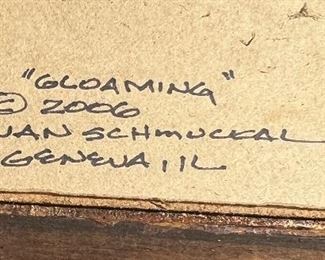 "GLOAMING"
© 2006
SCHMUCKAL
GENEVA, IL